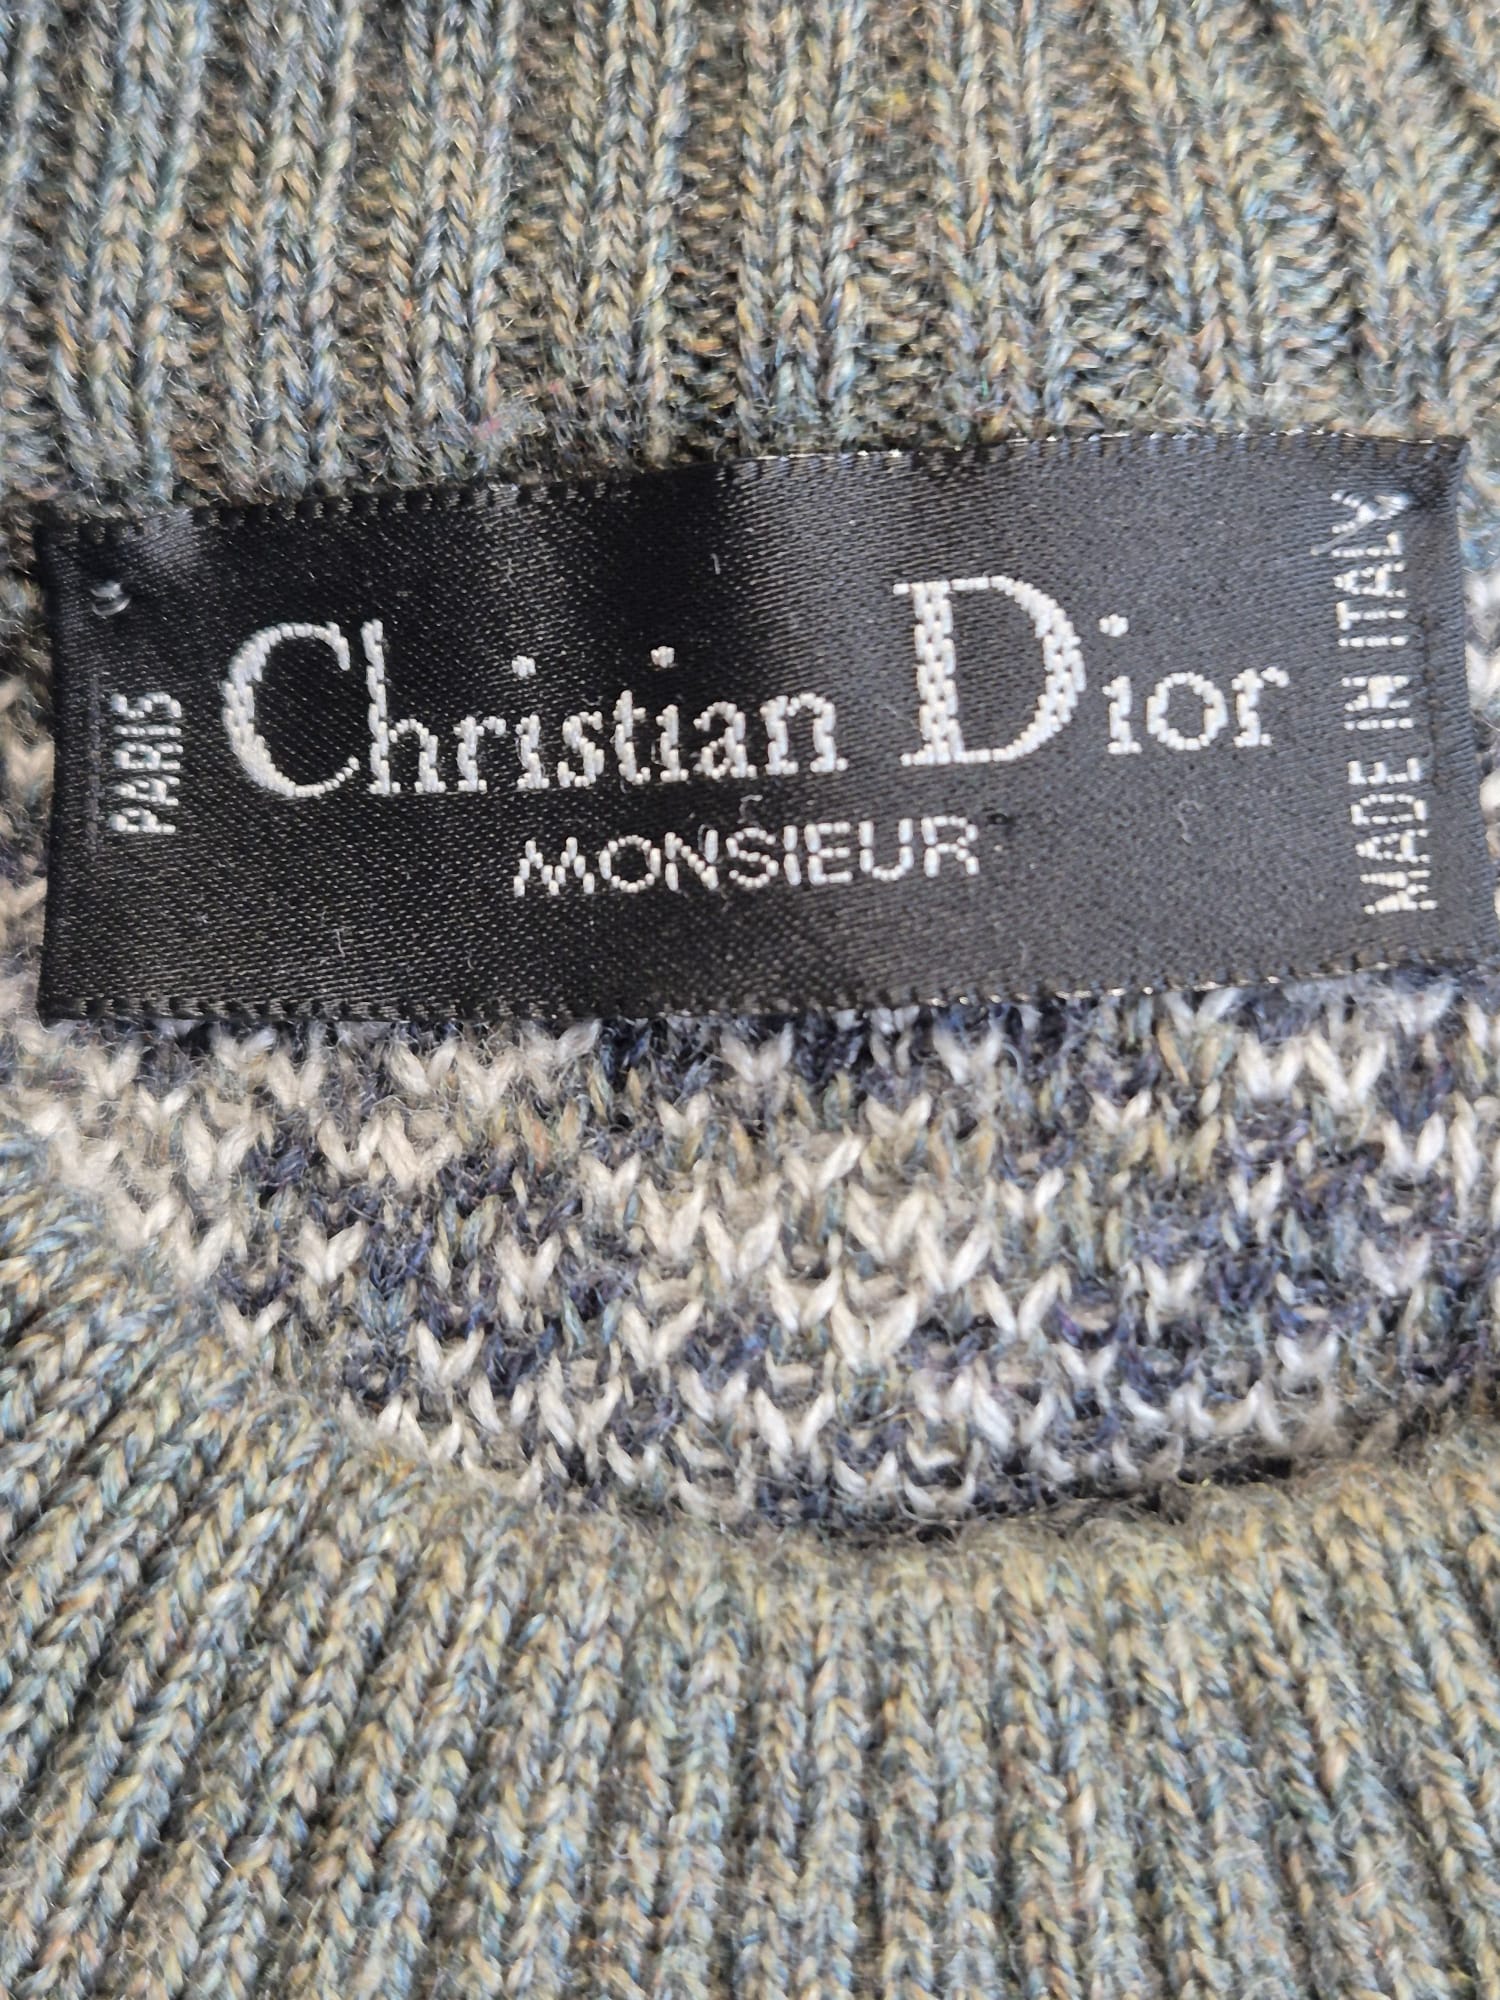 PARIS
Christian Dior
MONSIEUR
MADE IN ITALY